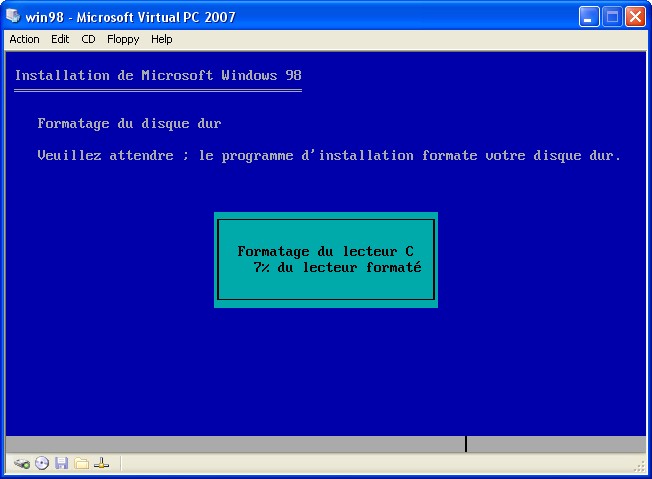 win98 - Microsoft Virtual PC 2007
Action Edit CD Floppy Help
Installation de Microsoft Windows 98
Formatage du disque dur
Veuillez attendre ; le programme d'installation formate votre disque dur.
Formatage du lecteur C
7% du lecteur formaté